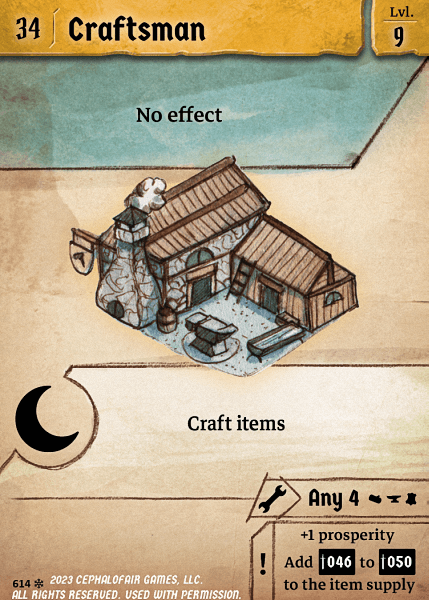 34 Craftsman
Lvl.
9
No effect
Craft items
Any 4
+1 prosperity
! Add 046 to 050
to the item supply
614 2023 CEPHALOFAIR GAMES, LLC.
ALL RIGHTS RESERVED. USED WITH PERMISSION.